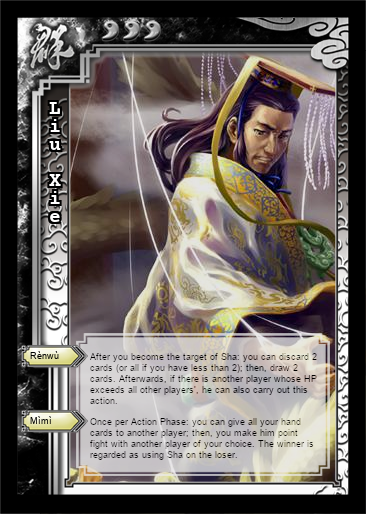 群
Liu Xie
Rènwù
After you become the target of Sha: you can discard 2
cards (or all if you have less than 2); then, draw 2
cards. Afterwards, if there is another player whose HP
exceeds all other players', he can also carry out this
action.
Mìmì
Once per Action Phase: you can give all your hand
cards to another player; then, you make him point
fight with another player of your choice. The winner is
regarded as using Sha on the loser.